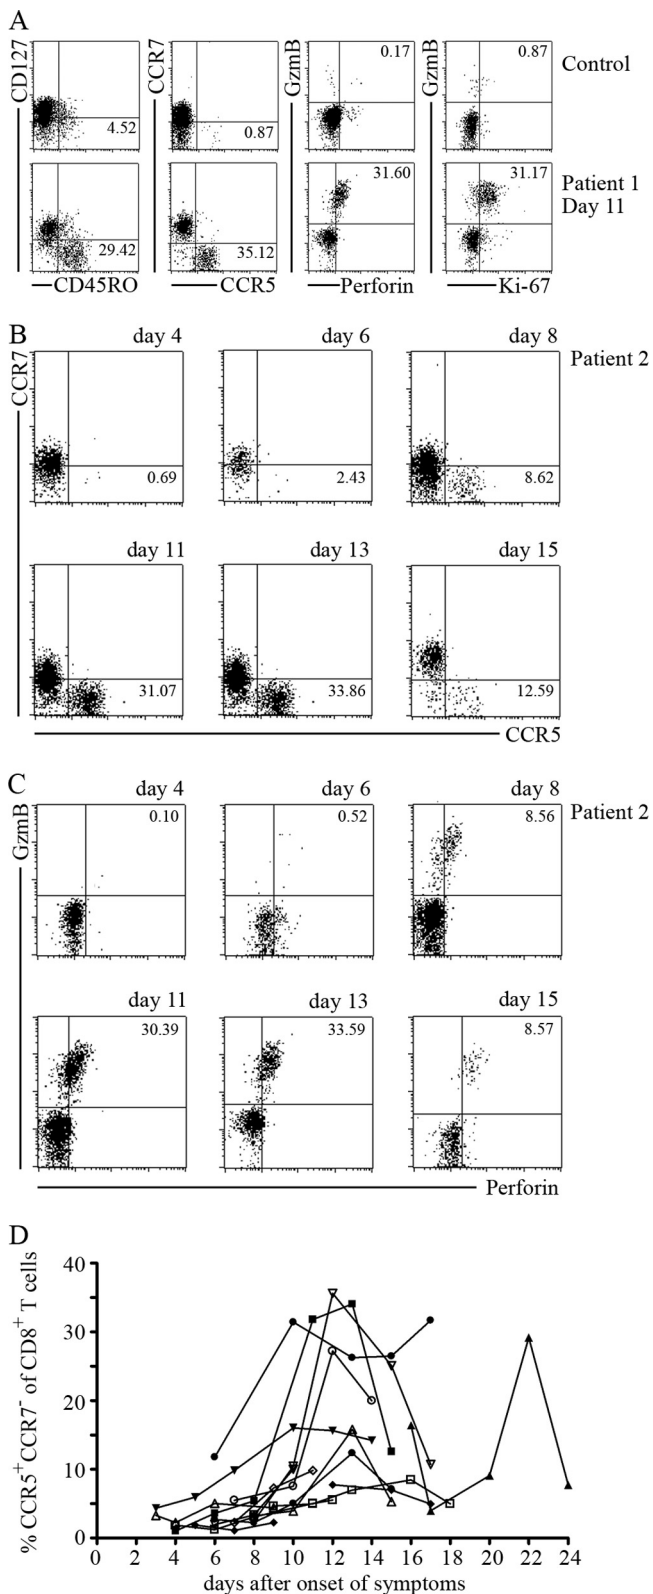 A
CD127
CCR7
GzmB
GzmB
4.52
0.87
0.17
0.87
Control
29.42
35.12
31.60
31.17
Patient 1
Day 11
CD45RO
CCR5
Perforin
Ki-67
B
CCR7
day 4
day 6
day 8
Patient 2
0.69
2.43
8.62
day 11
day 13
day 15
31.07
33.86
12.59
CCR5
C
GzmB
day 4
day 6
day 8
Patient 2
0.10
0.52
8.56
day 11
day 13
day 15
30.39
33.59
8.57
Perforin
D
% CCR5⁺CCR7⁻ of CD8⁺ T cells
40
30
20
10
0
0 2 4 6 8 10 12 14 16 18 20 22 24
days after onset of symptoms